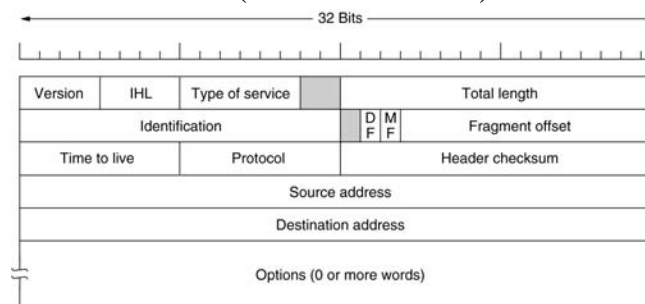 32 Bits
Version IHL Type of service Total length
Identification D F M F Fragment offset
Time to live Protocol Header checksum
Source address
Destination address
Options (0 or more words)